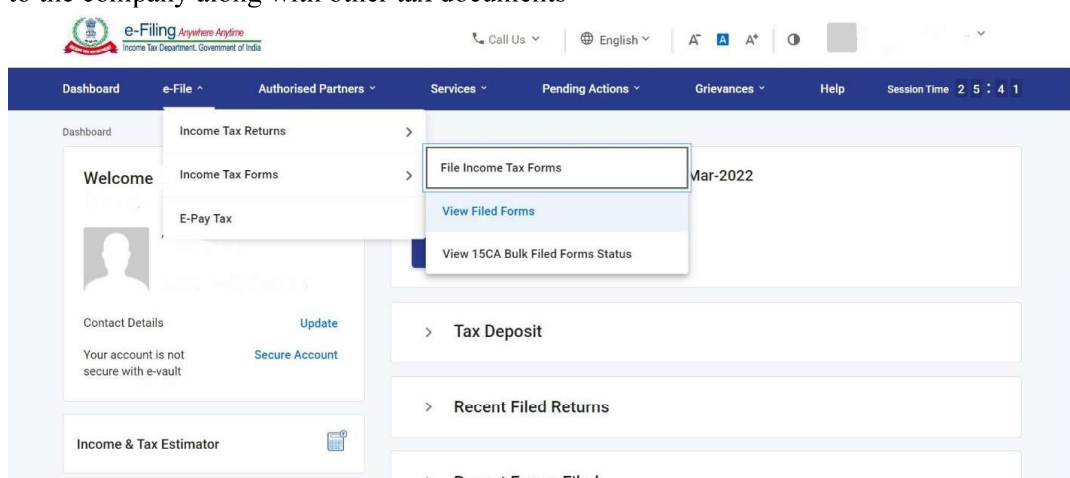 to the company along with other tax documents
e-Filing Anywhere Anytime
Income Tax Department, Government of India
Call Us
English
A- A A+
Dashboard e-File Authorised Partners Services Pending Actions Grievances Help Session Time 2 5 : 4 1
Dashboard
Income Tax Returns
Welcome
Income Tax Forms
File Income Tax Forms
Mar-2022
E-Pay Tax
View Filed Forms
View 15CA Bulk Filed Forms Status
Contact Details Update
Your account is not Secure Account
secure with e-vault
Tax Deposit
Recent Filed Returns
Income & Tax Estimator